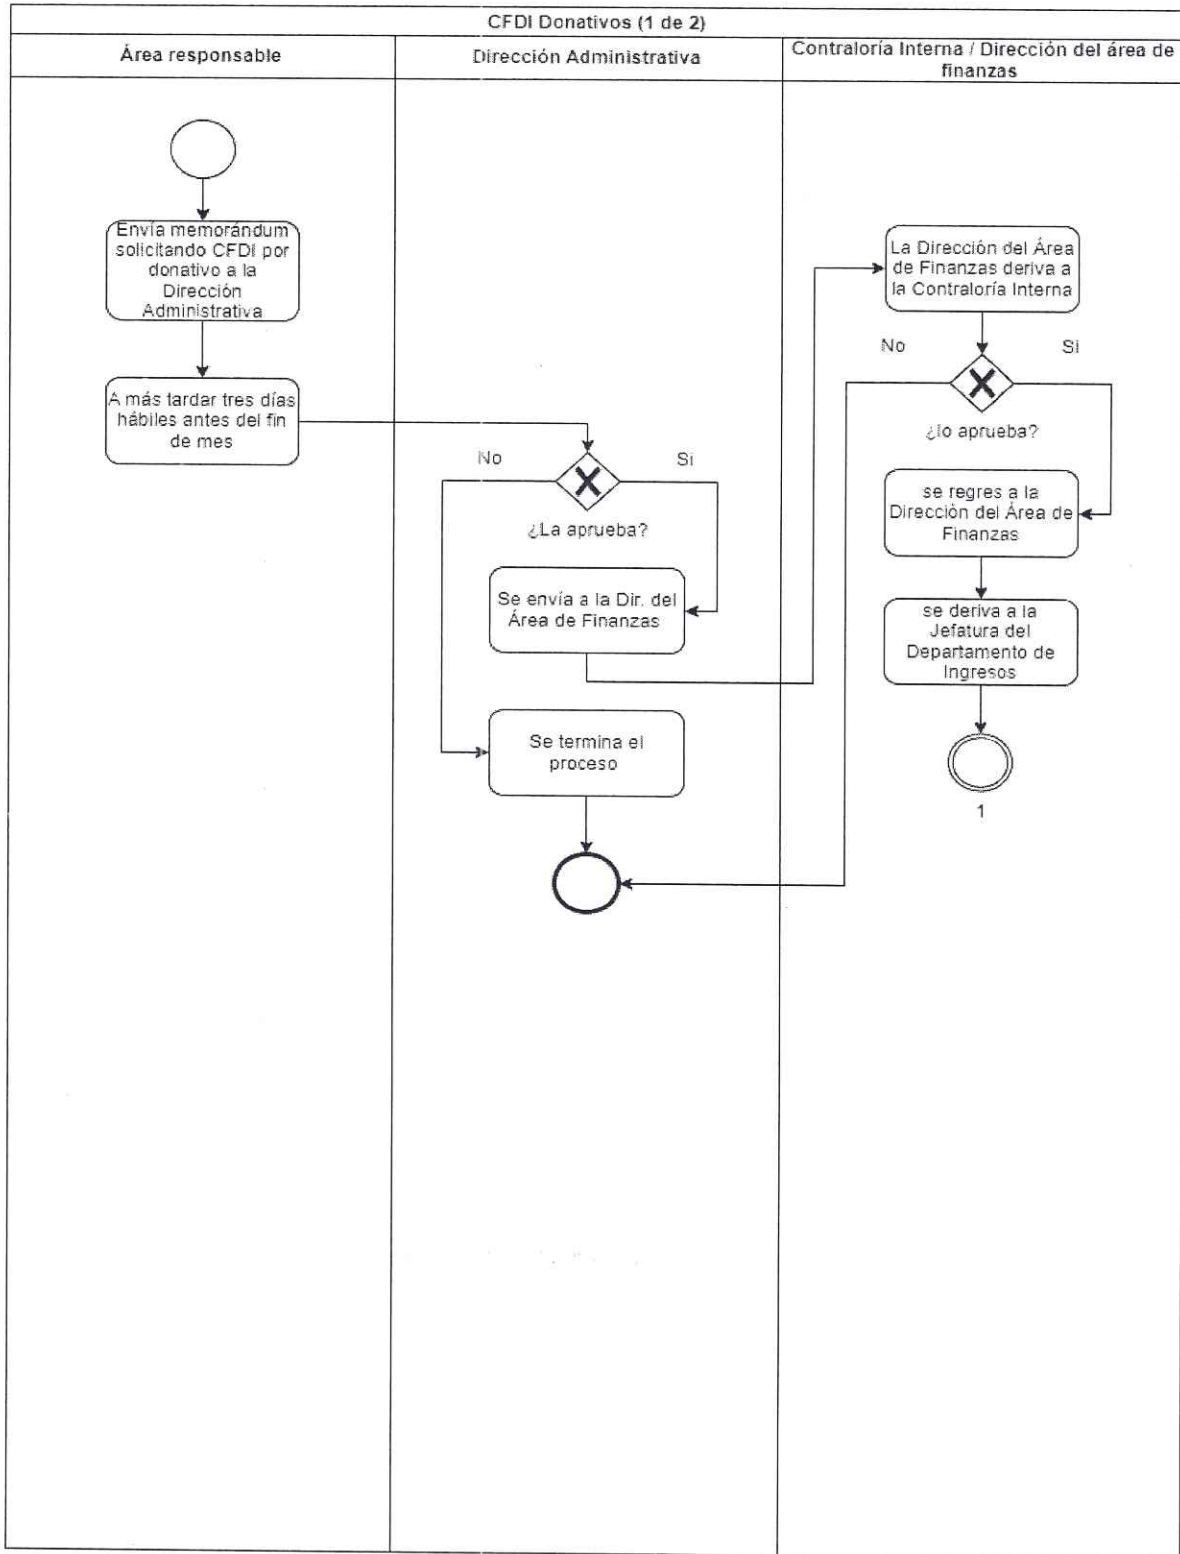 CFDI Donativos (1 de 2)
Área responsable
Dirección Administrativa
Contraloría Interna / Dirección del área de
finanzas
Envía memorándum
solicitando CFDI por
donativo a la
Dirección
Administrativa
A más tardar tres días
hábiles antes del fin
de mes
No
Si
¿La aprueba?
Se envía a la Dir. del
Área de Finanzas
Se termina el
proceso
La Dirección del Área
de Finanzas deriva a
la Contraloría Interna
No
Si
¿lo aprueba?
se regres a la
Dirección del Área de
Finanzas
se deriva a la
Jefatura del
Departamento de
Ingresos
1